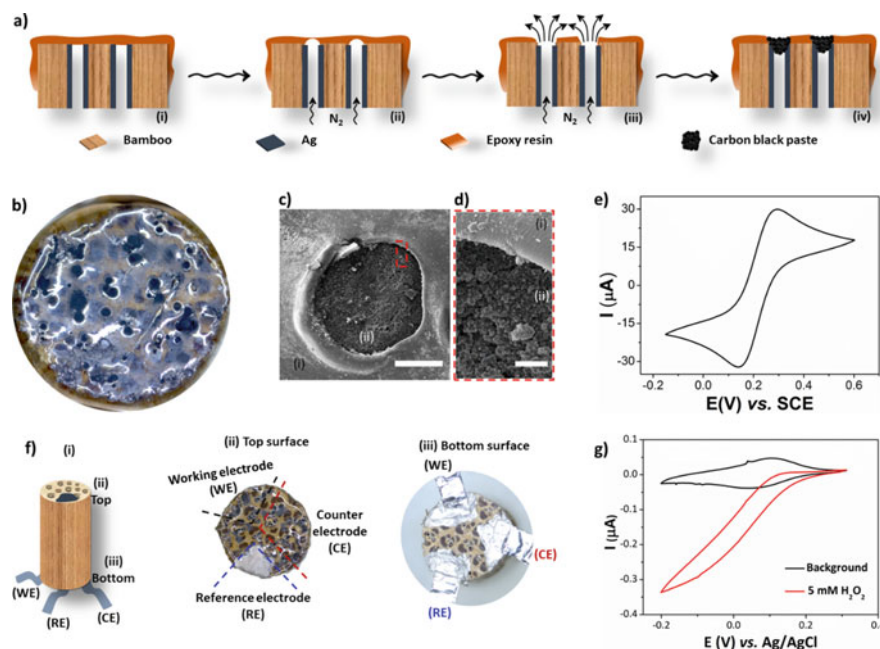 a)
(i)
N₂
(ii)
N₂
(iii)
(iv)
Bamboo
Ag
Epoxy resin
Carbon black paste
b)
c)
(ii)
(i)
d)
(i)
(ii)
e)
I (µA)
30
15
0
-15
-30
-0.2
0.0
0.2
0.4
0.6
E(V) vs. SCE
f)
(i)
(ii)
Top
(iii)
Bottom
(WE)
(RE)
(CE)
(ii) Top surface
Working electrode
(WE)
Counter
electrode
(CE)
Reference electrode
(RE)
(iii) Bottom surface
(WE)
(CE)
(RE)
g)
I (µA)
0.1
0.0
-0.1
-0.2
-0.3
-0.4
-0.2
0.0
0.2
0.4
Background
5 mM H₂O₂
E (V) vs. Ag/AgCl